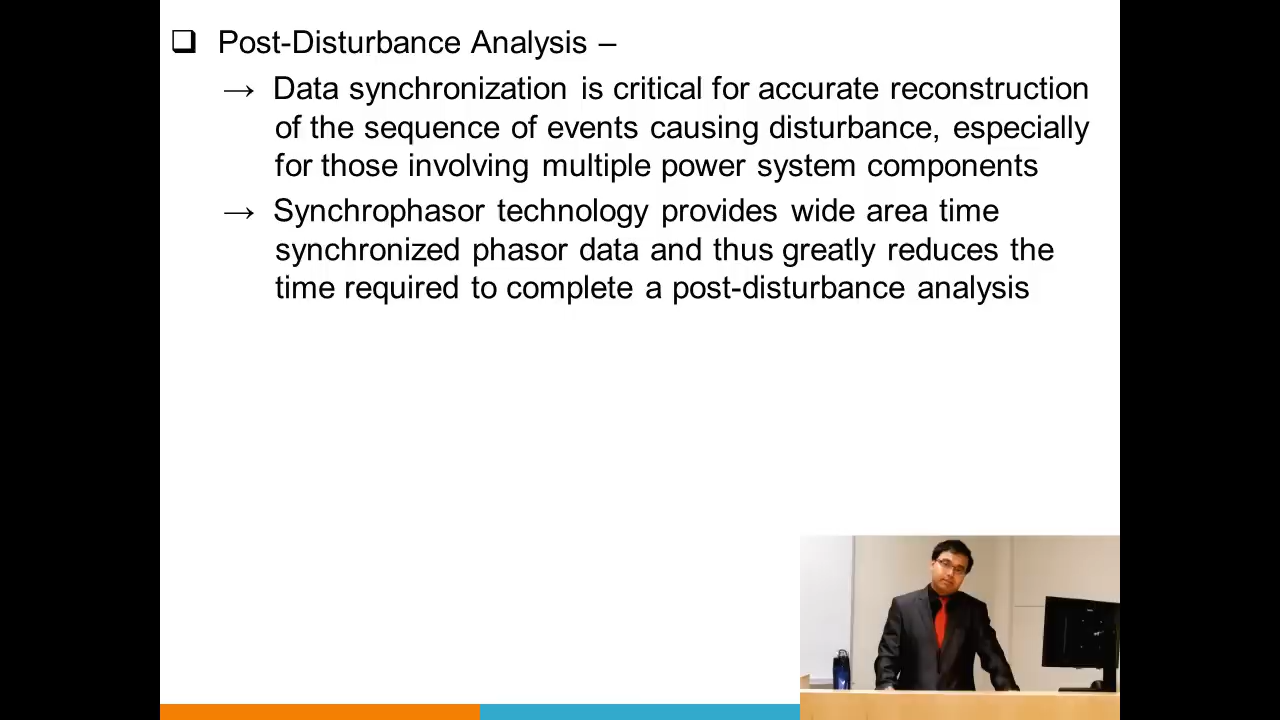 ❑ Post-Disturbance Analysis –
→ Data synchronization is critical for accurate reconstruction
of the sequence of events causing disturbance, especially
for those involving multiple power system components
→ Synchrophasor technology provides wide area time
synchronized phasor data and thus greatly reduces the
time required to complete a post-disturbance analysis